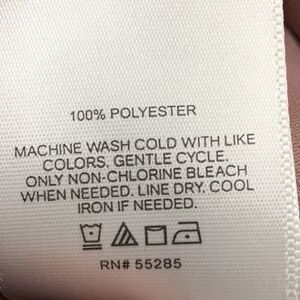 100% POLYESTER
MACHINE WASH COLD WITH LIKE
COLORS. GENTLE CYCLE.
ONLY NON-CHLORINE BLEACH
WHEN NEEDED. LINE DRY. COOL
IRON IF NEEDED.
RN# 55285